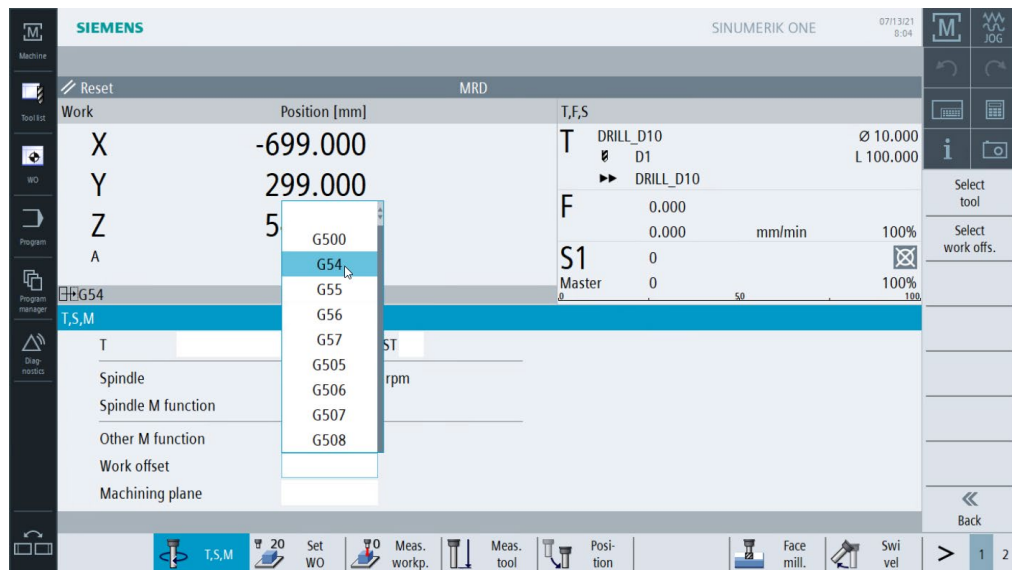 SIEMENS
SINUMERIK ONE
07/13/21
8:04
M
JOG
Machine
Reset
MRD
Work
Position [mm]
T,F,S
X
-699.000
T
DRILL_D10
Ø 10.000
D1
L 100.000
Y
299.000
DRILL_D10
Z
5
F
0.000
0.000
mm/min
100%
A
S1
0
Master
0
100%
0
50
100
G54
G500
G54
G55
G56
G57
G505
G506
G507
G508
T,S,M
T
ST
Spindle
rpm
Spindle M function
Other M function
Work offset
Machining plane
M
Tool list
WO
Program
Program
manager
Diag-
nostics
i
Select
tool
Select
work offs.
Back
T,S,M
20
Set
WO
0
Meas.
workp.
Meas.
tool
Posi-
tion
Face
mill.
Swi
vel
>
1
2